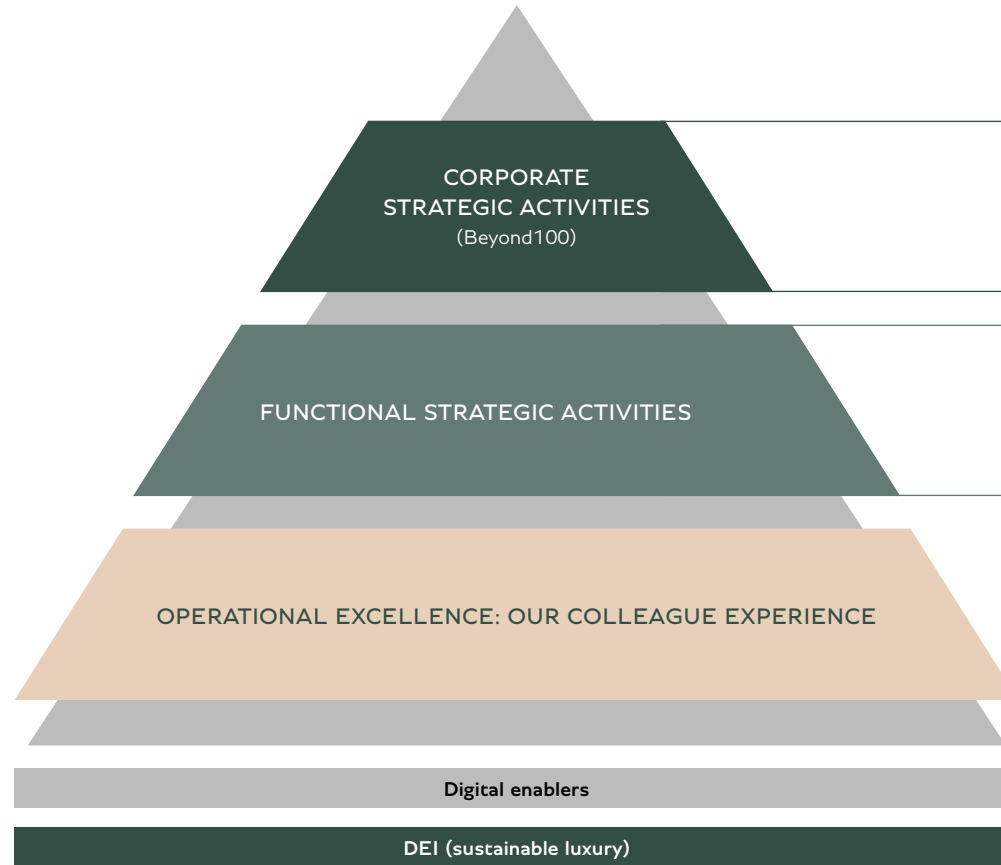 CORPORATE
STRATEGIC ACTIVITIES
(Beyond100)
FUNCTIONAL STRATEGIC ACTIVITIES
OPERATIONAL EXCELLENCE: OUR COLLEAGUE EXPERIENCE
Digital enablers
DEI (sustainable luxury)